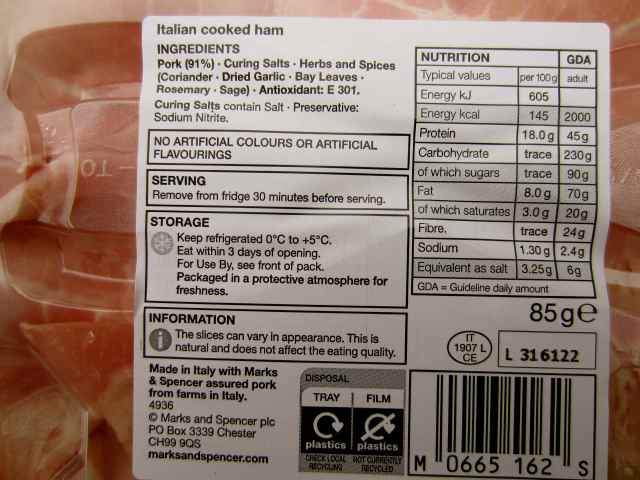 Italian cooked ham
INGREDIENTS
Pork (91%) · Curing Salts · Herbs and Spices
(Coriander · Dried Garlic · Bay Leaves ·
Rosemary · Sage) · Antioxidant: E 301.
Curing Salts contain Salt · Preservative:
Sodium Nitrite.
NO ARTIFICIAL COLOURS OR ARTIFICIAL
FLAVOURINGS
SERVING
Remove from fridge 30 minutes before serving.
STORAGE
Keep refrigerated 0°C to +5°C.
Eat within 3 days of opening.
For Use By, see front of pack.
Packaged in a protective atmosphere for
freshness.
INFORMATION
i
The slices can vary in appearance. This is
natural and does not affect the eating quality.
Made in Italy with Marks
& Spencer assured pork
from farms in Italy.
4936
© Marks and Spencer plc
PO Box 3339 Chester
CH99 9QS
marksandspencer.com
DISPOSAL
TRAY FILM
plastics plastics
CHECK LOCAL RECYCLING
NOT CURRENTLY RECYCLED
NUTRITION GDA
Typical values per 100g adult
Energy kJ 605
Energy kcal 145 2000
Protein 18.0g 45g
Carbohydrate trace 230g
of which sugars trace 90g
Fat 8.0g 70g
of which saturates 3.0g 20g
Fibre. trace 24g
Sodium 1.30g 2.4g
Equivalent as salt 3.25g 6g
GDA = Guideline daily amount
85g℮
IT
1907 L
CE
L 316122
M 0665 162 S